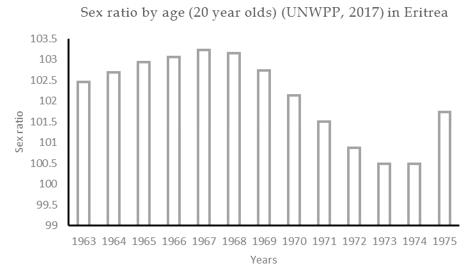 Sex ratio by age (20 year olds) (UNWPP, 2017) in Eritrea
103.5
103
102.5
102
101.5
101
100.5
100
99.5
99
Sex ratio
1963 1964 1965 1966 1967 1968 1969 1970 1971 1972 1973 1974 1975
Years